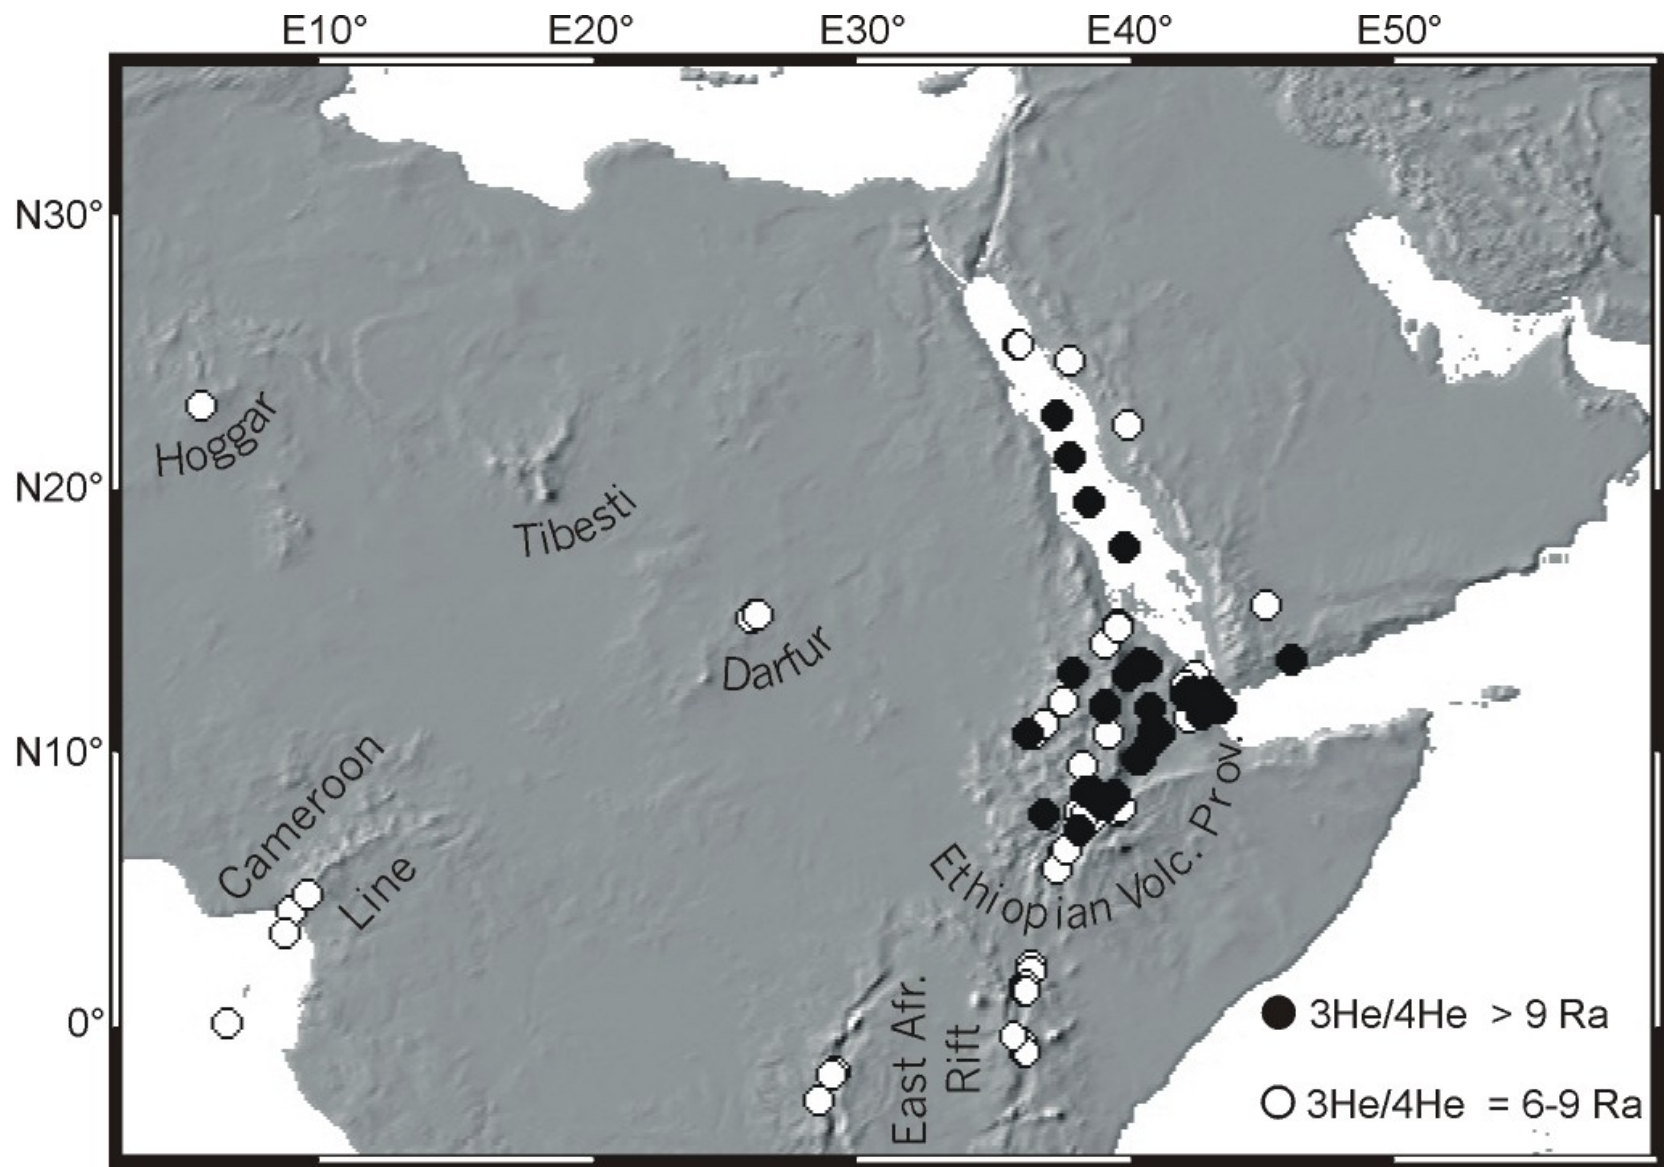 E10° E20° E30° E40° E50°
N30°
N20°
N10°
0°
Hoggar
Tibesti
Darfur
Cameroon
Line
Ethiopian Volc. Prov.
East Afr.
Rift
3He/4He > 9 Ra
3He/4He = 6-9 Ra